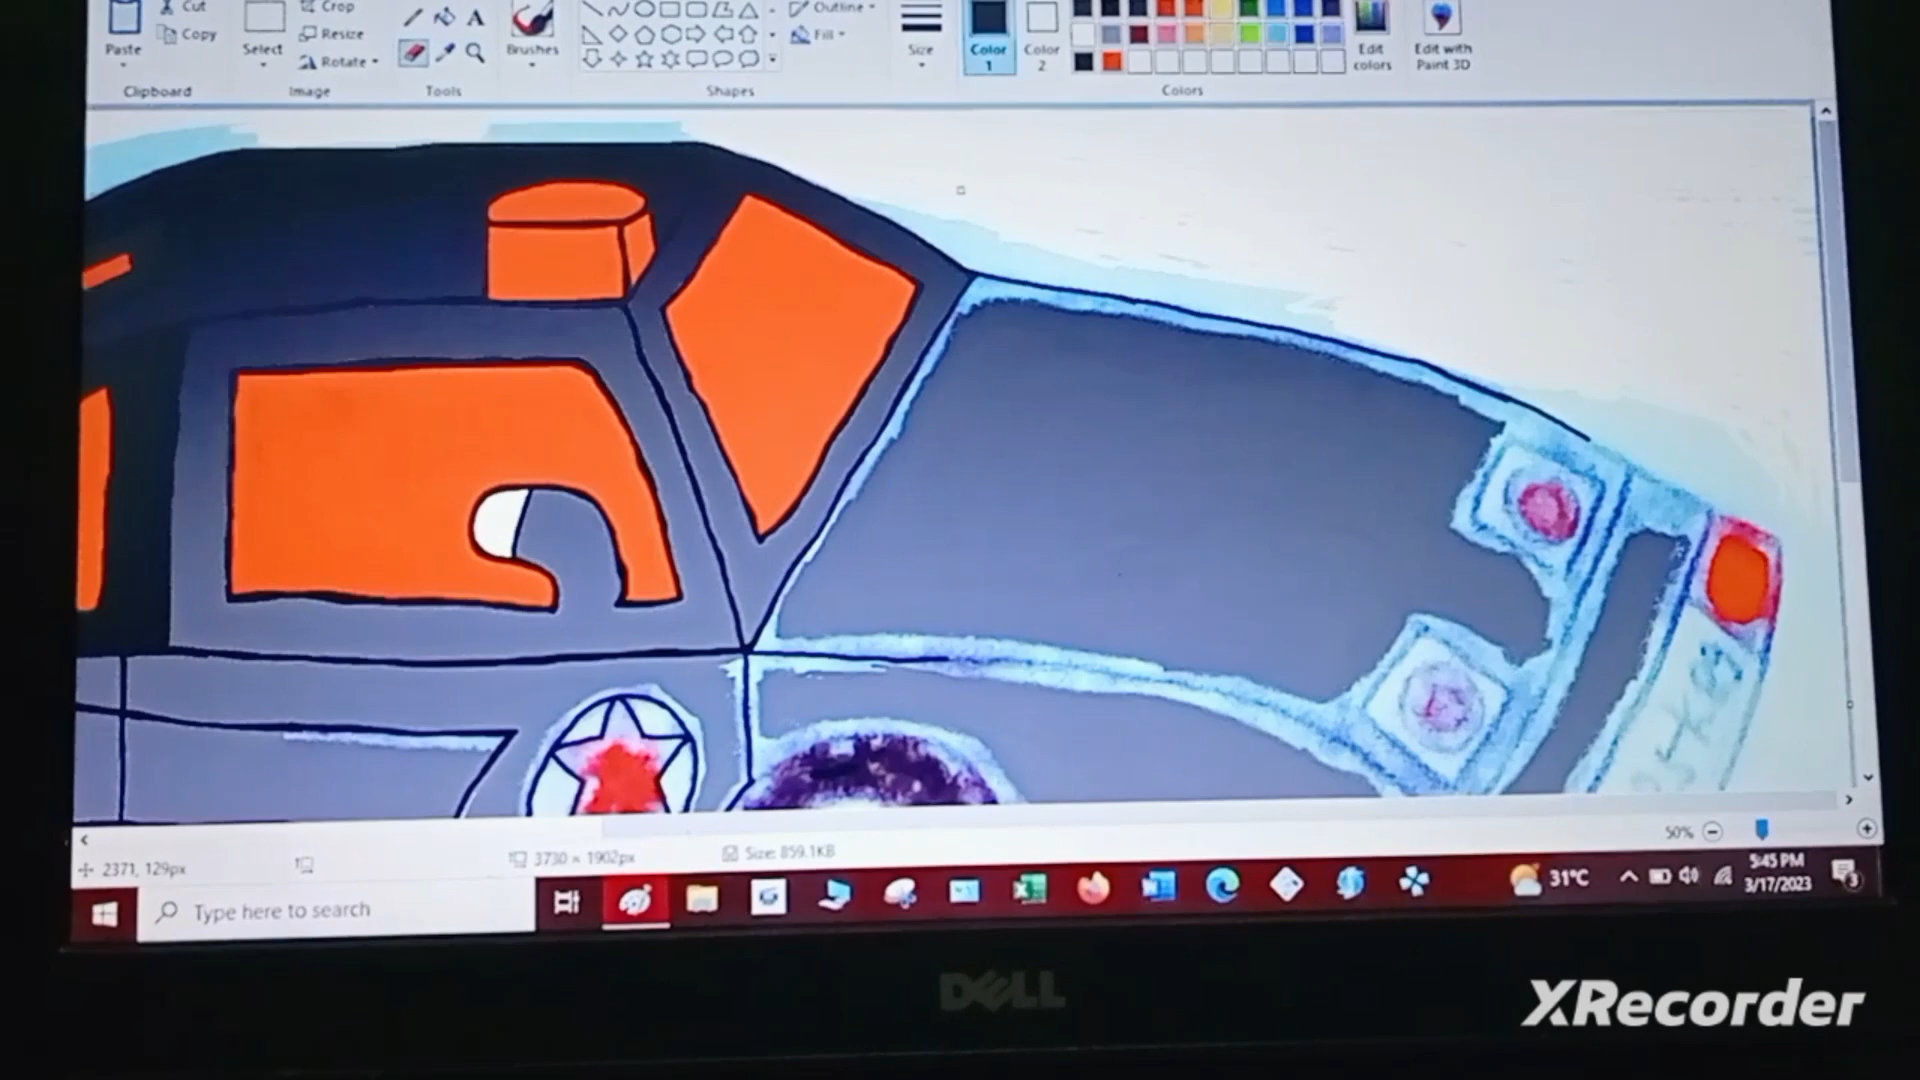 Cut
Crop
Outline
Paste
Copy
Select
Resize
Rotate
A
Brushes
Fill
Size
Color
1
Color
2
Edit
colors
Edit with
Paint 3D
Clipboard
Image
Tools
Shapes
Colors
50%
2371, 129px
3730 × 1902px
Size: 859.1KB
Type here to search
31°C
5:45 PM
3/17/2023
3
DELL
XRecorder